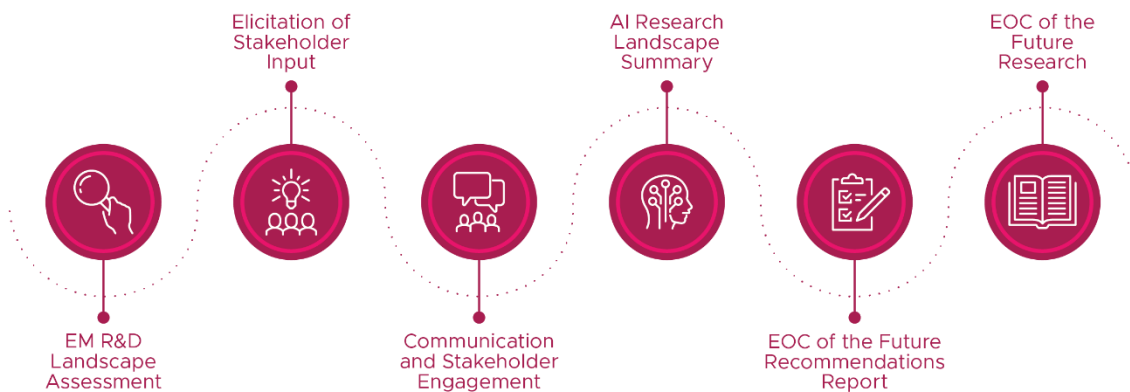 EM R&D
Landscape
Assessment
Elicitation of
Stakeholder
Input
Communication
and Stakeholder
Engagement
AI Research
Landscape
Summary
EOC of the Future
Recommendations
Report
EOC of the
Future
Research